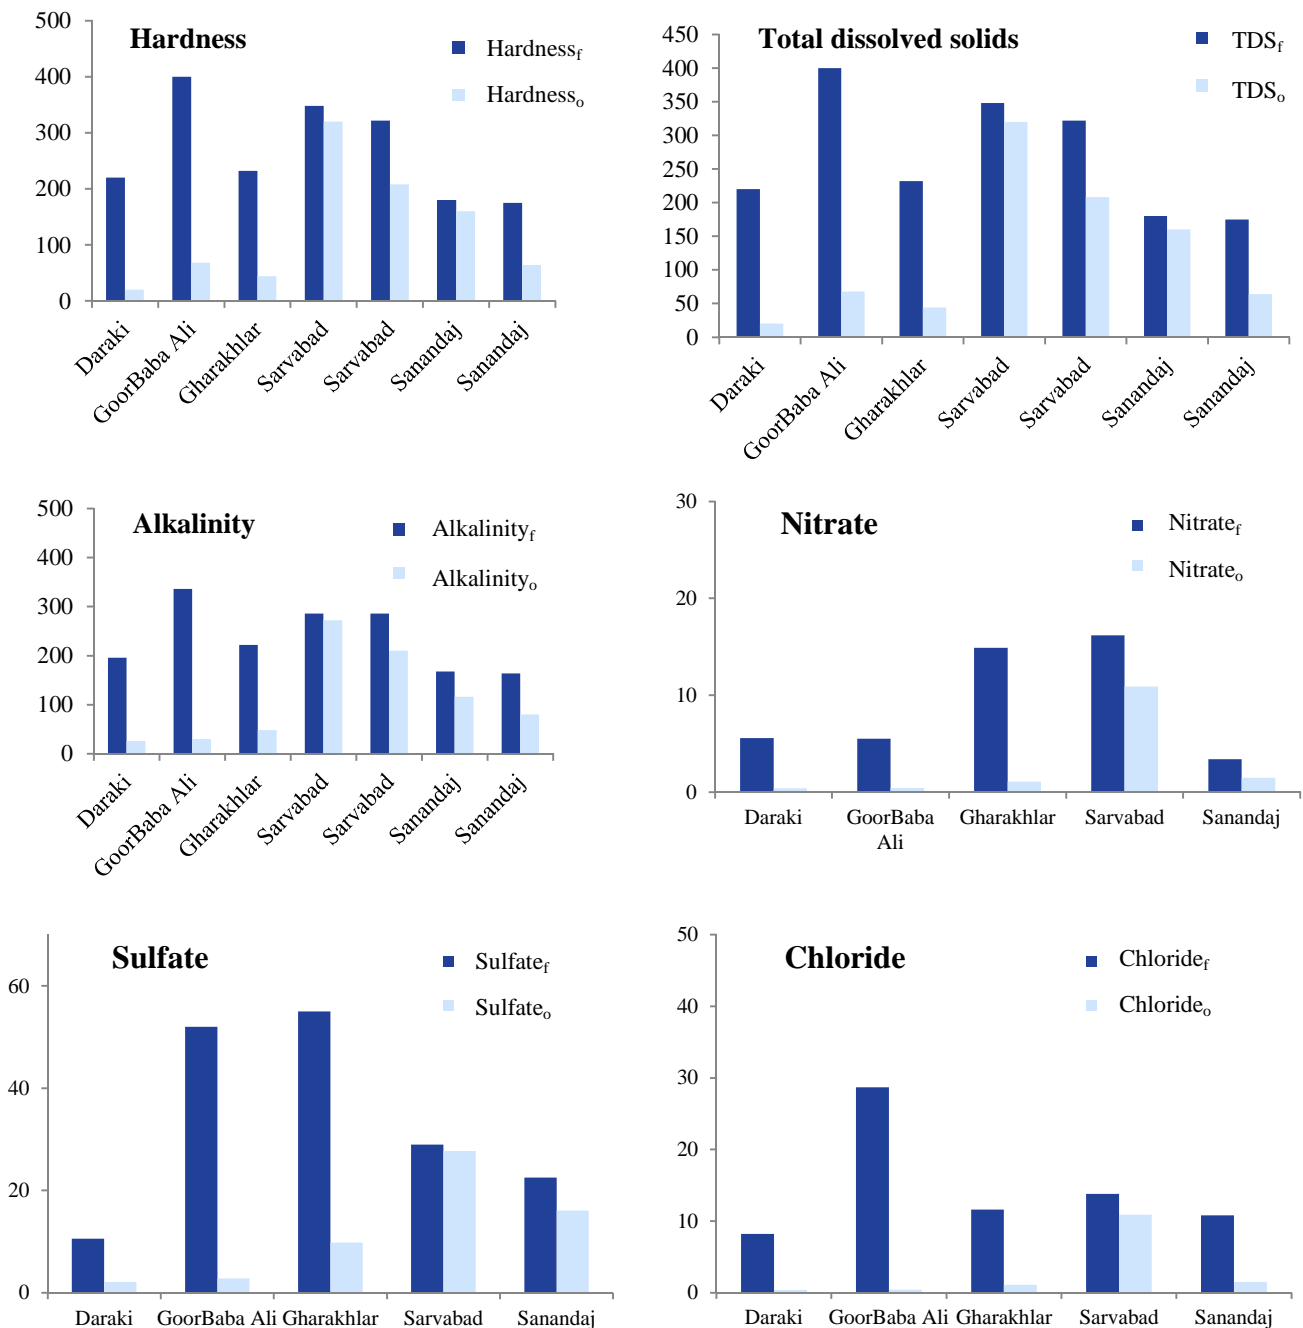 Hardness
Hardnessf
Hardnesso
500
400
300
200
100
0
Daraki
GoorBaba Ali
Gharakhlar
Sarvabad
Sarvabad
Sanandaj
Sanandaj
Total dissolved solids
TDSf
TDSo
450
400
350
300
250
200
150
100
50
0
Daraki
GoorBaba Ali
Gharakhlar
Sarvabad
Sarvabad
Sanandaj
Sanandaj
Alkalinity
Alkalinityf
Alkalinityo
500
400
300
200
100
0
Daraki
GoorBaba Ali
Gharakhlar
Sarvabad
Sarvabad
Sanandaj
Sanandaj
Nitrate
Nitratef
Nitrateo
30
20
10
0
Daraki
GoorBaba
Ali
Gharakhlar
Sarvabad
Sanandaj
Sulfate
Sulfatef
Sulfateo
60
40
20
0
Daraki
GoorBaba Ali
Gharakhlar
Sarvabad
Sanandaj
Chloride
Chloridef
Chlorideo
50
40
30
20
10
0
Daraki
GoorBaba Ali
Gharakhlar
Sarvabad
Sanandaj